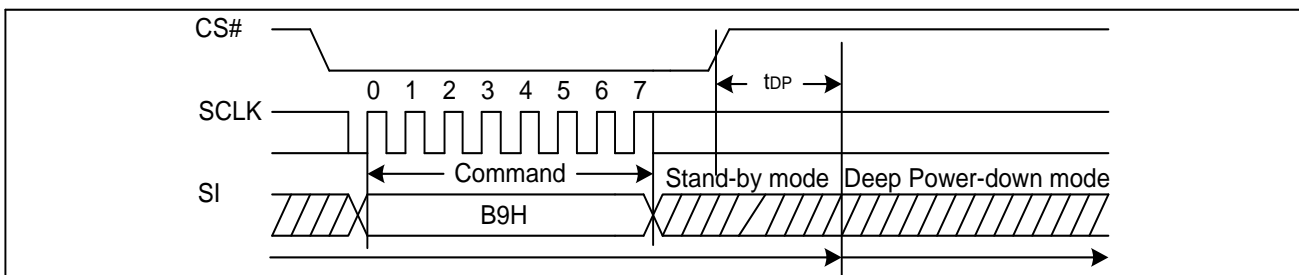 CS#
tDP
0 1 2 3 4 5 6 7
SCLK
Command
Stand-by mode Deep Power-down mode
SI
B9H